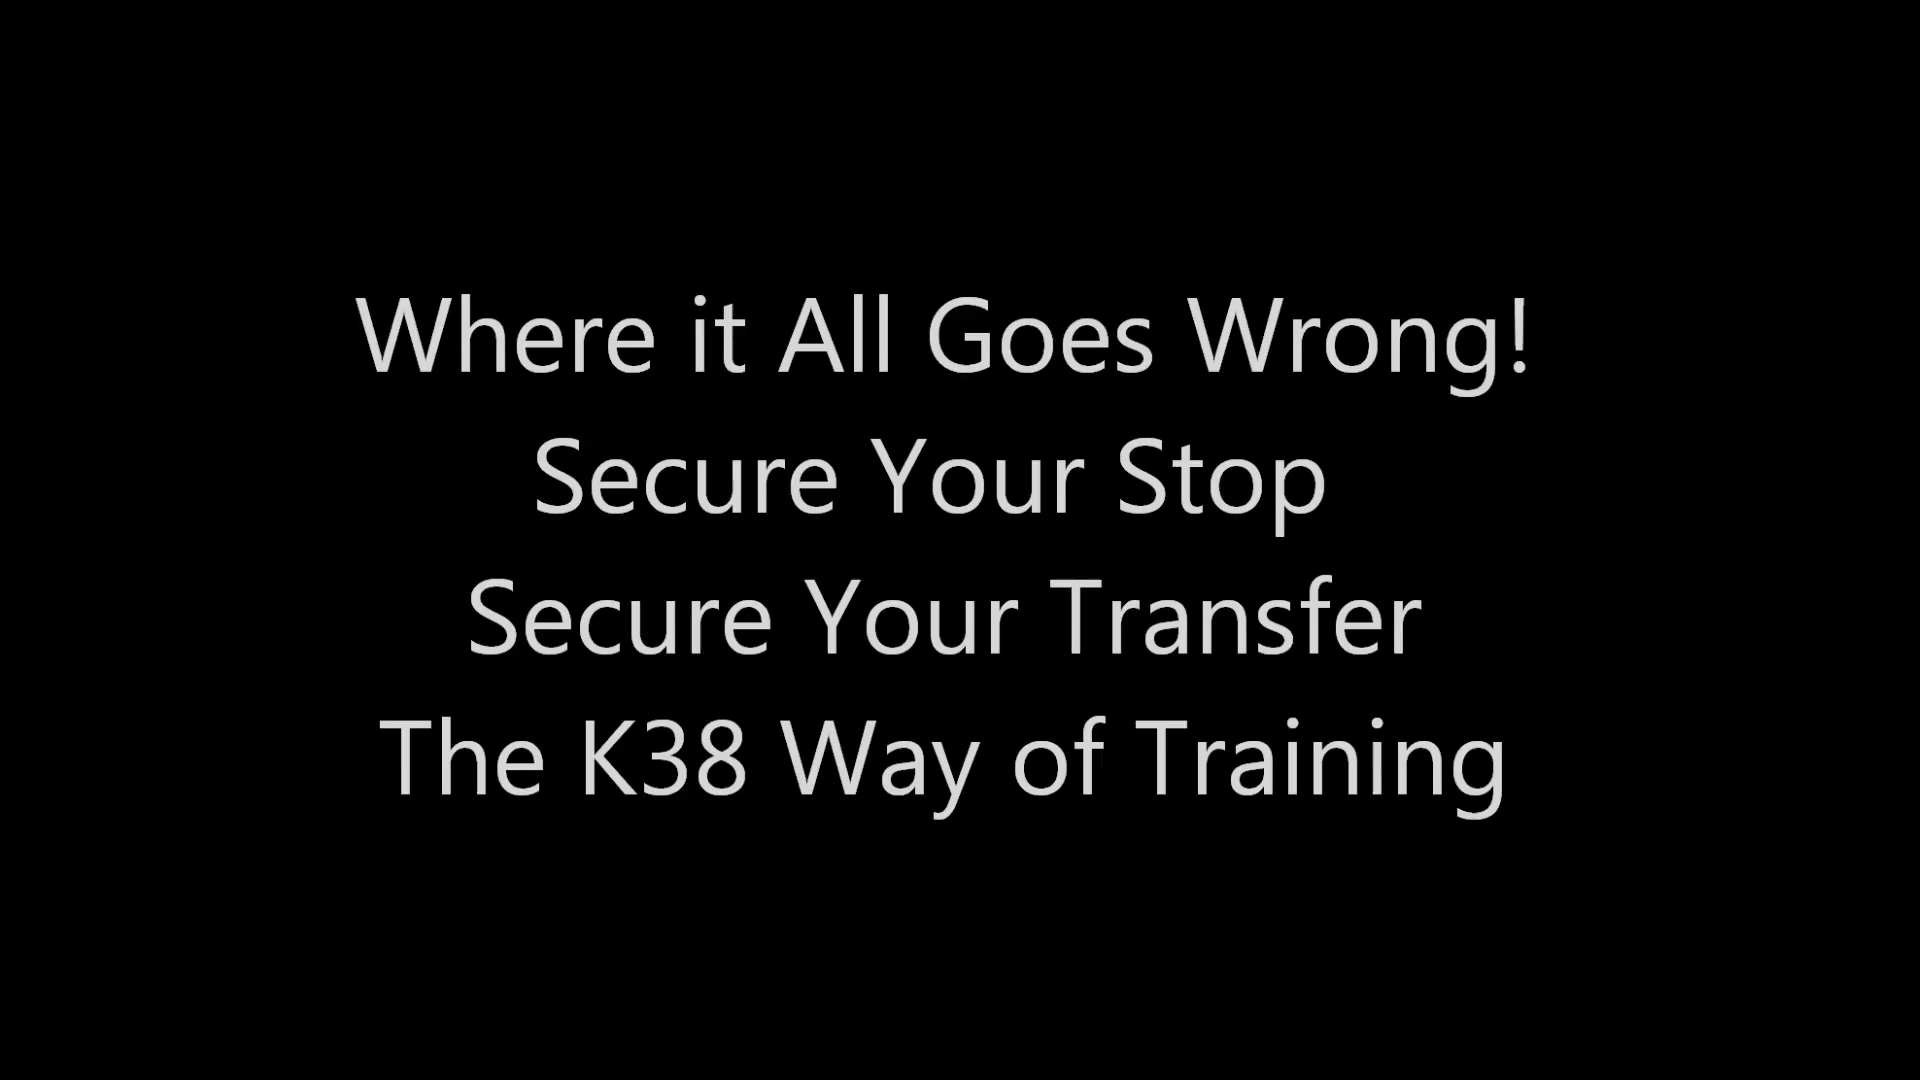 Where it All Goes Wrong!
Secure Your Stop
Secure Your Transfer
The K38 Way of Training